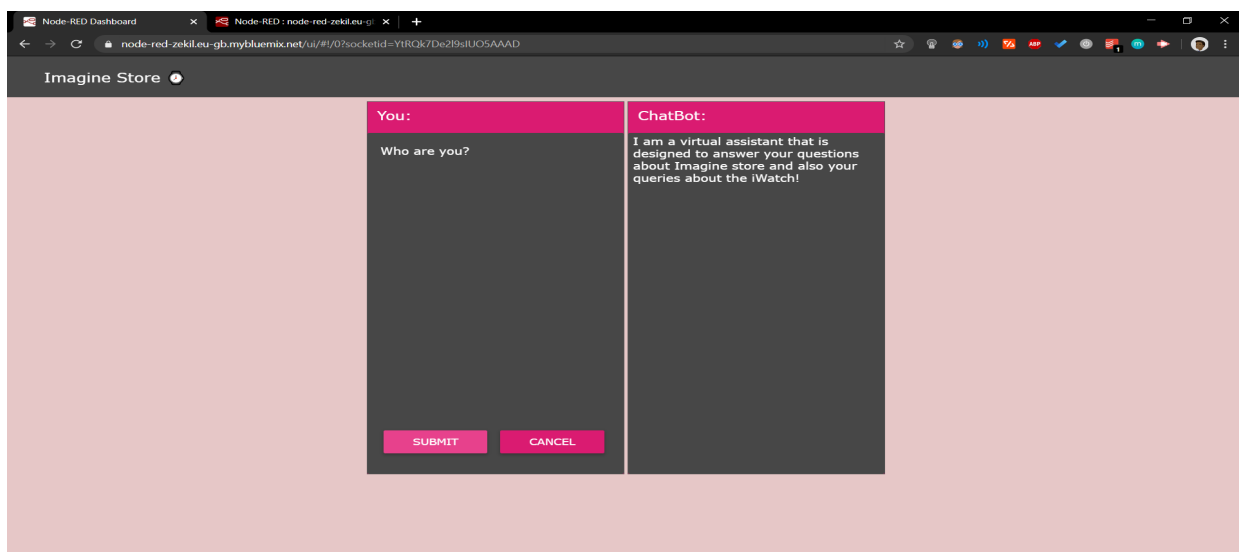 Node-RED Dashboard
Node-RED : node-red-zekil.eu-gb
node-red-zekil.eu-gb.mybluemix.net/ui/#!/0?socketid=YtRQk7De2l9sIUO5AAAD
ABP
1
m
Imagine Store
You:
Who are you?
SUBMIT
CANCEL
ChatBot:
I am a virtual assistant that is
designed to answer your questions
about Imagine store and also your
queries about the iWatch!